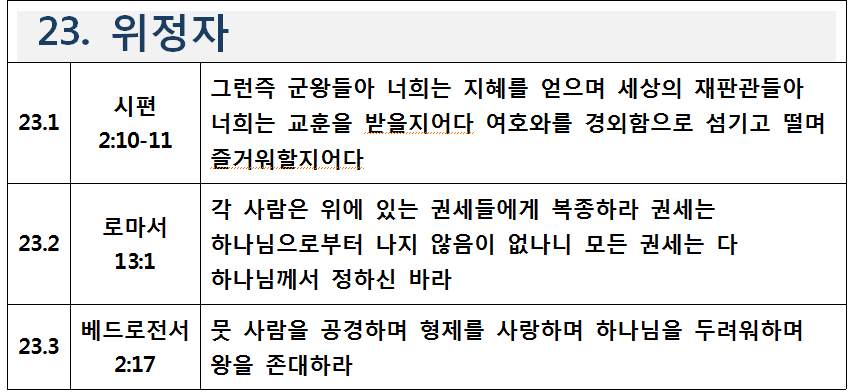 23. 위정자
23.1
시편
2:10-11
그런즉 군왕들아 너희는 지혜를 얻으며 세상의 재판관들아
너희는 교훈을 받을지어다 여호와를 경외함으로 섬기고 떨며
즐거워할지어다
23.2
로마서
13:1
각 사람은 위에 있는 권세들에게 복종하라 권세는
하나님으로부터 나지 않음이 없나니 모든 권세는 다
하나님께서 정하신 바라
23.3
베드로전서
2:17
뭇 사람을 공경하며 형제를 사랑하며 하나님을 두려워하며
왕을 존대하라